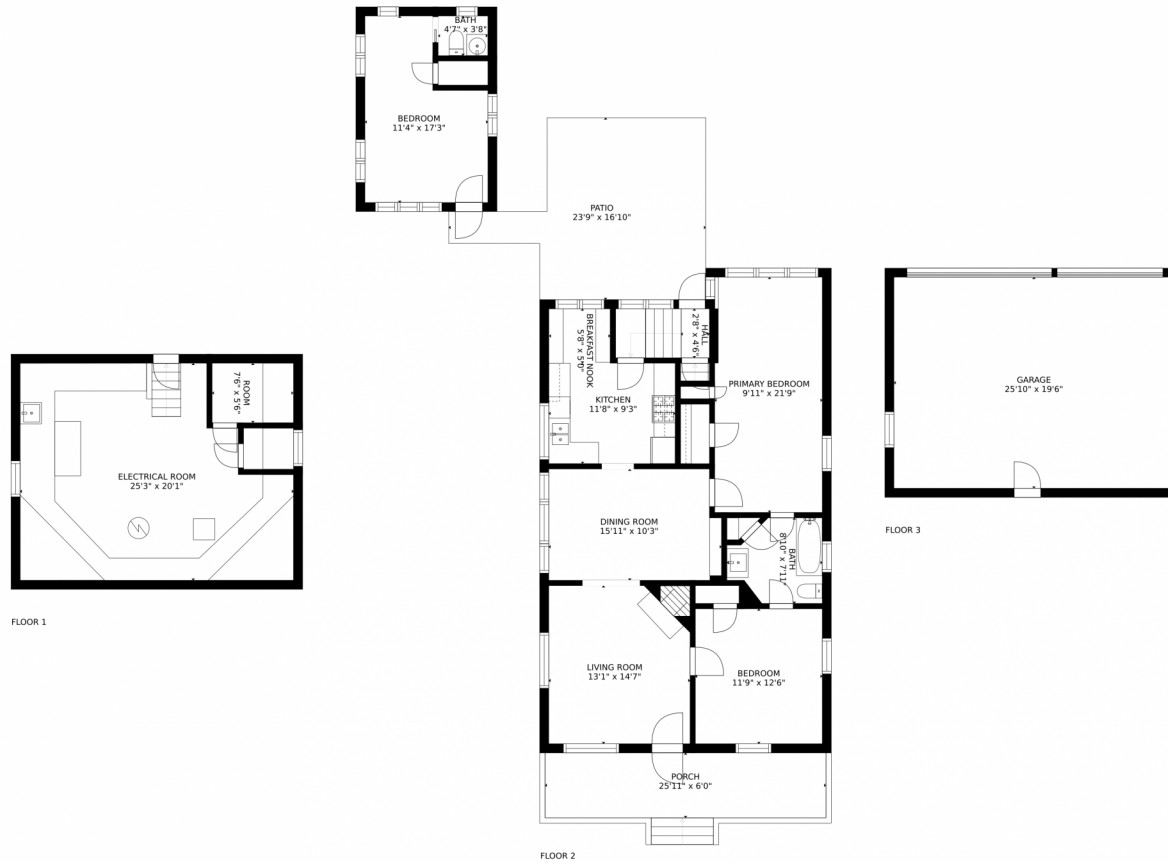 BATH
4'7" x 3'8"
BEDROOM
11'4" x 17'3"
PATIO
23'9" x 16'10"
BREAKFAST NOOK
5'8" x 5'0"
HALL
2'8" x 4'6"
KITCHEN
11'8" x 9'3"
PRIMARY BEDROOM
9'11" x 21'9"
GARAGE
25'10" x 19'6"
ROOM
7'6" x 5'6"
ELECTRICAL ROOM
25'3" x 20'1"
DINING ROOM
15'11" x 10'3"
BATH
8'10" x 7'11"
FLOOR 3
FLOOR 1
LIVING ROOM
13'1" x 14'7"
BEDROOM
11'9" x 12'6"
PORCH
25'11" x 6'0"
FLOOR 2